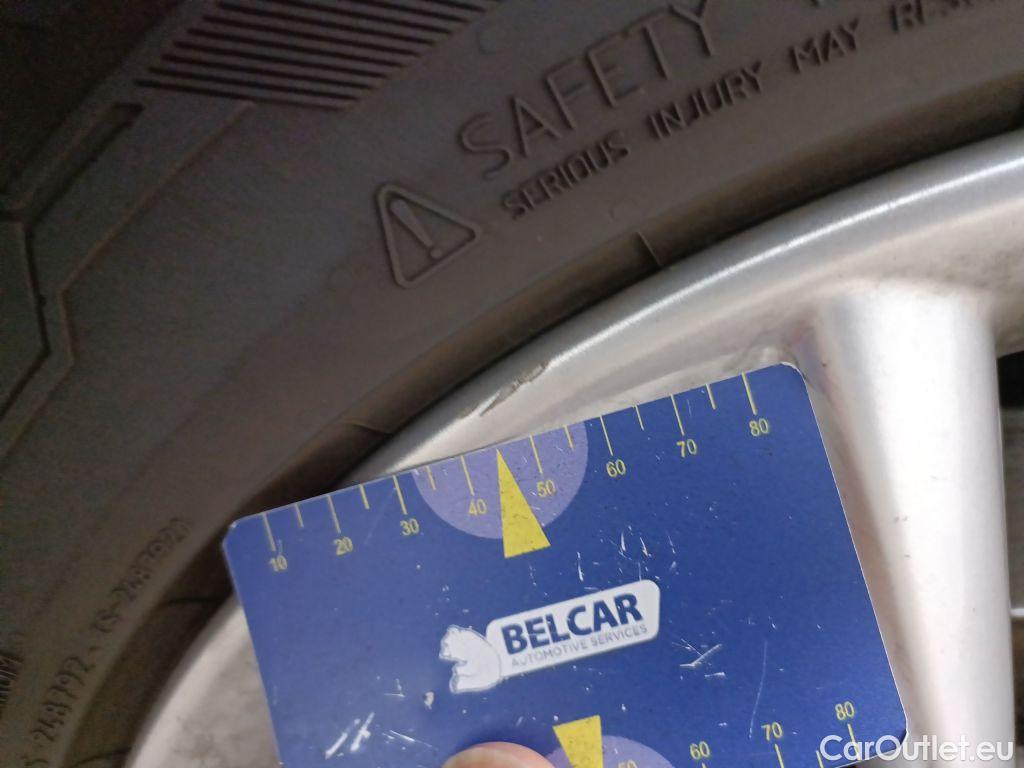 SAFETY
SERIOUS INJURY MAY
10 20 30 40 50 60 70 80
BELCAR
AUTOMOTIVE SERVICES
50 60 70 80
CarOutlet.eu